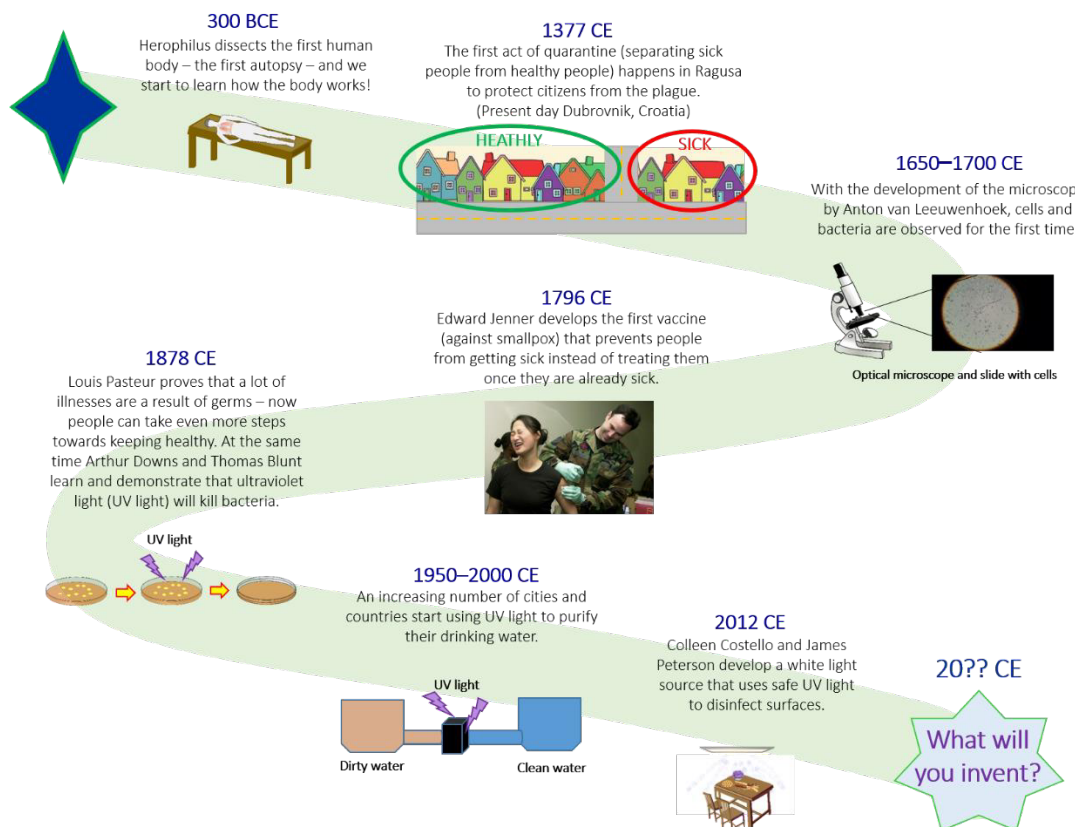 300 BCE
Herophilus dissects the first human
body – the first autopsy – and we
start to learn how the body works!
1377 CE
The first act of quarantine (separating sick
people from healthy people) happens in Ragusa
to protect citizens from the plague.
(Present day Dubrovnik, Croatia)
HEATHLY
SICK
1650–1700 CE
With the development of the microscop
by Anton van Leeuwenhoek, cells and
bacteria are observed for the first time
Optical microscope and slide with cells
1796 CE
Edward Jenner develops the first vaccine
(against smallpox) that prevents people
from getting sick instead of treating them
once they are already sick.
1878 CE
Louis Pasteur proves that a lot of
illnesses are a result of germs – now
people can take even more steps
towards keeping healthy. At the same
time Arthur Downs and Thomas Blunt
learn and demonstrate that ultraviolet
light (UV light) will kill bacteria.
UV light
1950–2000 CE
An increasing number of cities and
countries start using UV light to purify
their drinking water.
UV light
Dirty water
Clean water
2012 CE
Colleen Costello and James
Peterson develop a white light
source that uses safe UV light
to disinfect surfaces.
20?? CE
What will
you invent?